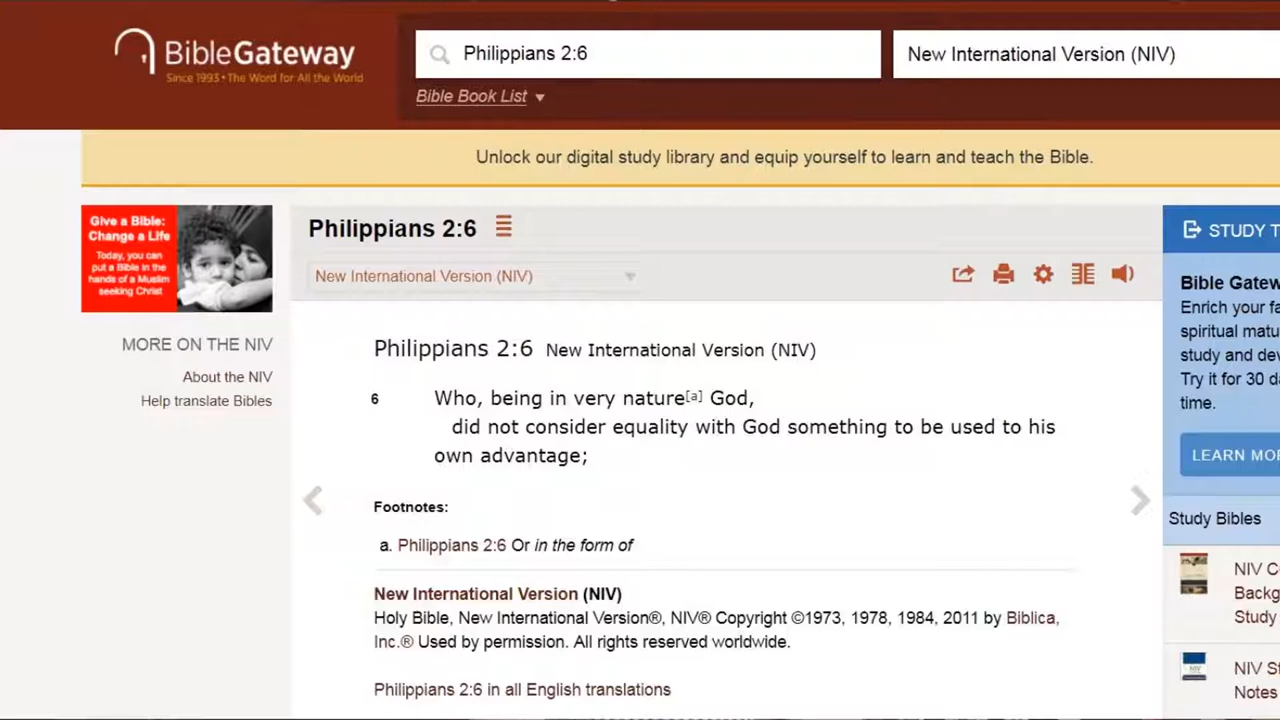 BibleGateway
Since 1993 • The Word for All the World
Philippians 2:6
New International Version (NIV)
Bible Book List
Unlock our digital study library and equip yourself to learn and teach the Bible.
Give a Bible:
Change a Life
Today, you can
put a Bible in the
hands of a Muslim
seeking Christ
MORE ON THE NIV
About the NIV
Help translate Bibles
Philippians 2:6
New International Version (NIV)
Philippians 2:6 New International Version (NIV)
6 Who, being in very nature[a] God,
did not consider equality with God something to be used to his
own advantage;
Footnotes:
a. Philippians 2:6 Or in the form of
New International Version (NIV)
Holy Bible, New International Version®, NIV® Copyright ©1973, 1978, 1984, 2011 by Biblica,
Inc.® Used by permission. All rights reserved worldwide.
Philippians 2:6 in all English translations
STUDY T
Bible Gatew
Enrich your fa
spiritual matu
study and dev
Try it for 30 da
time.
LEARN MOR
Study Bibles
NIV C
Backg
Study
NIV St
Notes